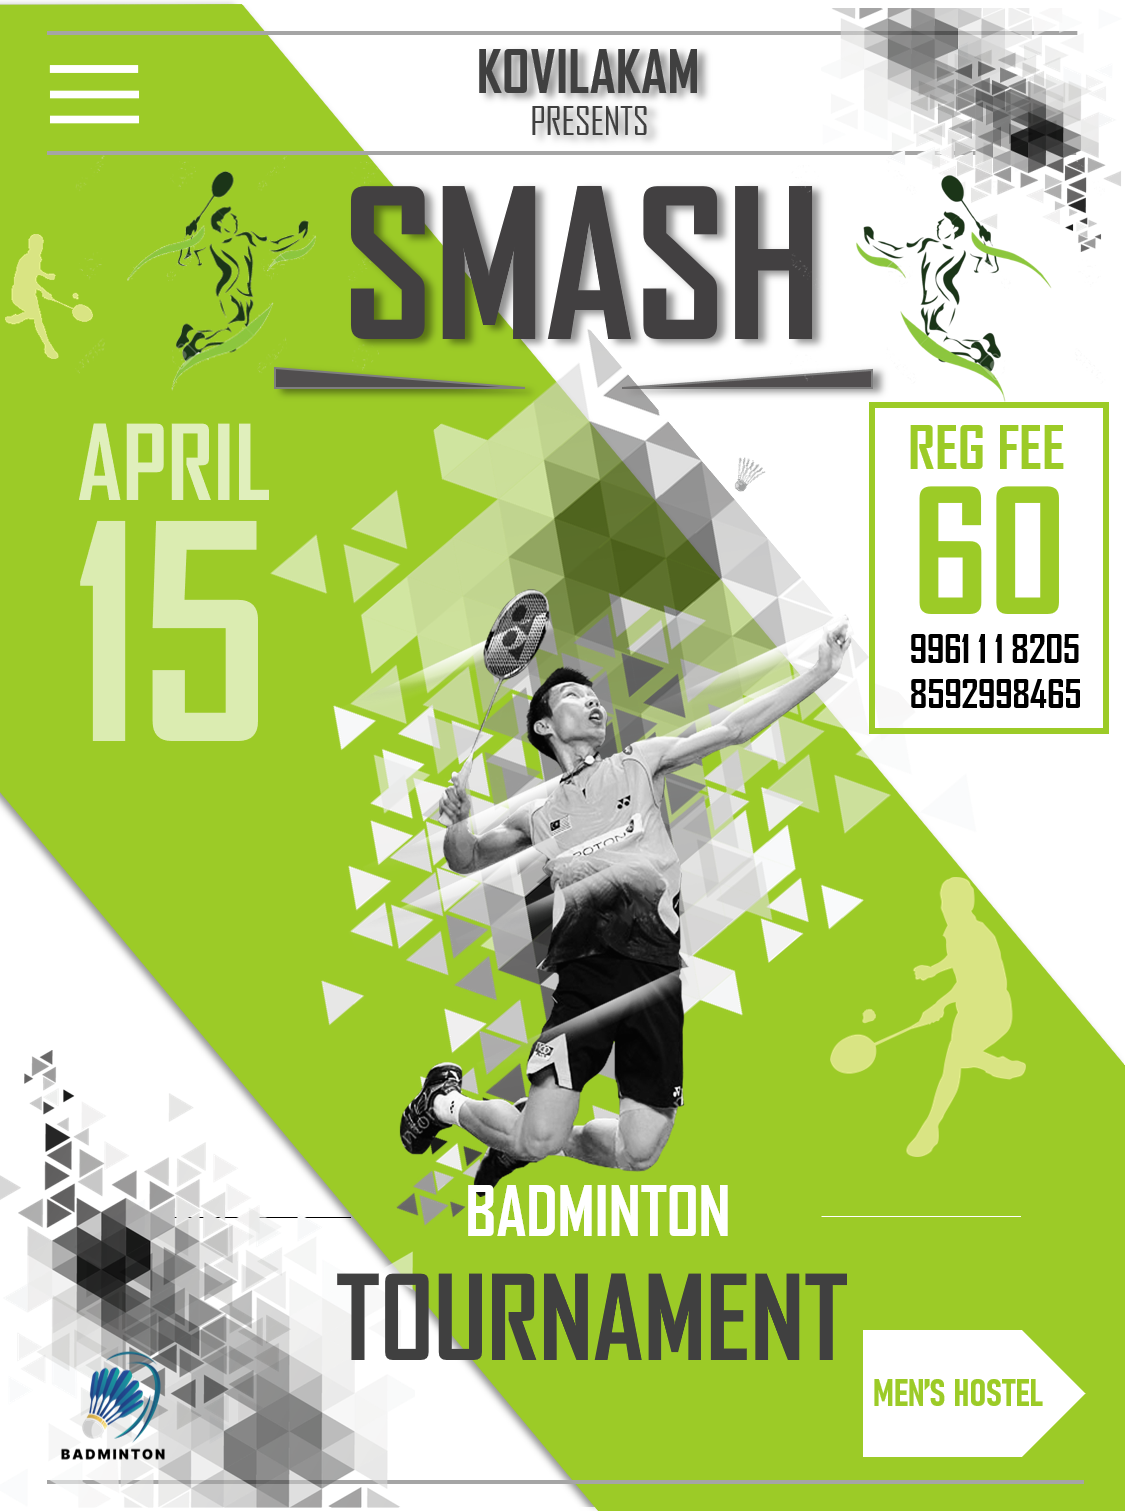 KOVILAKAM
PRESENTS
SMASH
APRIL
15
REG FEE
60
9961118205
8592998465
BADMINTON
TOURNAMENT
MEN'S HOSTEL
BADMINTON